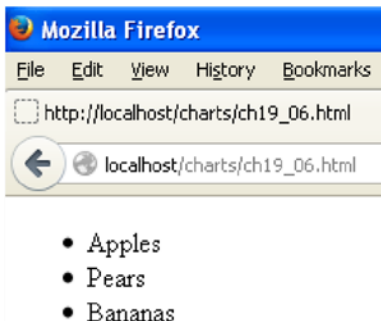 Mozilla Firefox
File Edit View History Bookmarks
http://localhost/charts/ch19_06.html
localhost/charts/ch19_06.html
• Apples
• Pears
• Bananas